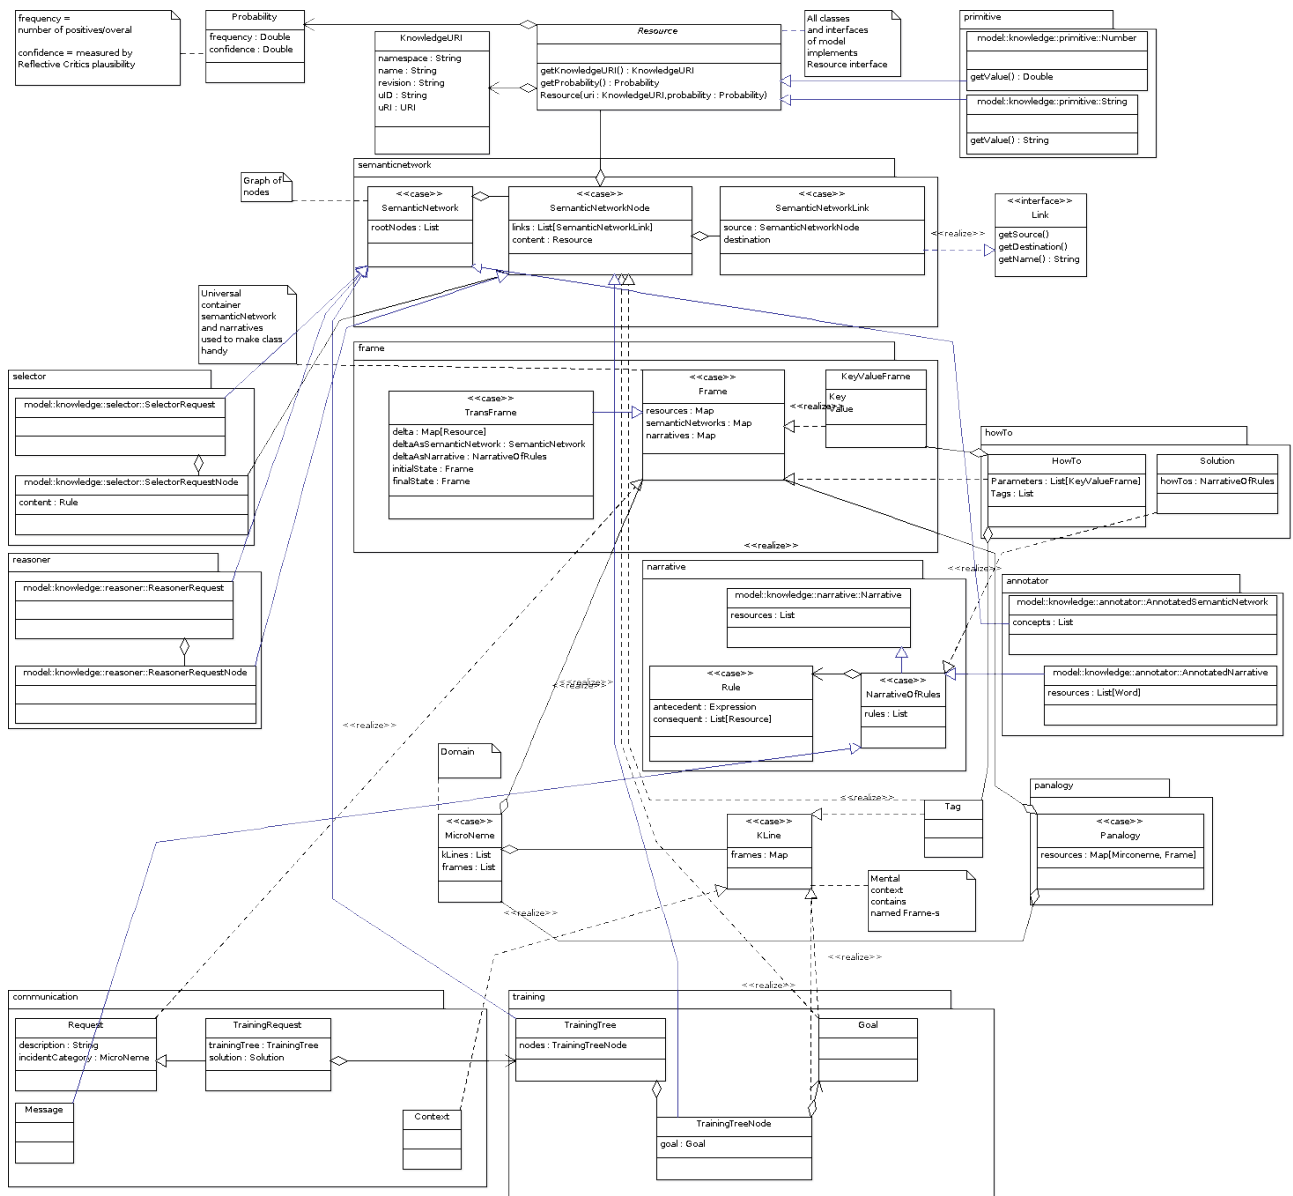 frequency =
number of positives/overal
confidence = measured by
Reflective Critics plausibility
Probability
frequency : Double
confidence : Double
KnowledgeURI
namespace : String
name : String
revision : String
uID : String
uRI : URI
Resource
getKnowledgeURI() : KnowledgeURI
getProbability() : Probability
Resource(uri : KnowledgeURI,probability : Probability)
All classes
and interfaces
of model
implements
Resource interface
primitive
model::knowledge::primitive::Number
getValue() : Double
model::knowledge::primitive::String
getValue() : String
semanticnetwork
Graph of
nodes
<<case>>
SemanticNetwork
rootNodes : List
<<case>>
SemanticNetworkNode
links : List[SemanticNetworkLink]
content : Resource
<<case>>
SemanticNetworkLink
source : SemanticNetworkNode
destination
<<realize>>
<<interface>>
Link
getSource()
getDestination()
getName() : String
Universal
container
semanticNetwork
and narratives
used to make class
handy
frame
<<case>>
TransFrame
delta : Map[Resource]
deltaAsSemanticNetwork : SemanticNetwork
deltaAsNarrative : NarrativeOfRules
initialState : Frame
finalState : Frame
<<case>>
Frame
resources : Map
semanticNetworks : Map
narratives : Map
KeyValueFrame
Key
Value
<<realize>>
<<realize>>
selector
model::knowledge::selector::SelectorRequest
model::knowledge::selector::SelectorRequestNode
content : Rule
howTo
HowTo
Parameters : List[KeyValueFrame]
Tags : List
Solution
howTos : NarrativeOfRules
<<realize>>
reasoner
model::knowledge::reasoner::ReasonerRequest
model::knowledge::reasoner::ReasonerRequestNode
narrative
model::knowledge::narrative::Narrative
resources : List
<<case>>
Rule
antecedent : Expression
consequent : List[Resource]
<<case>>
NarrativeOfRules
rules : List
annotator
model::knowledge::annotator::AnnotatedSemanticNetwork
concepts : List
model::knowledge::annotator::AnnotatedNarrative
resources : List[Word]
<<realize>>
<<realize>>
<<realize>>
Domain
<<case>>
MicroNeme
kLines : List
frames : List
<<realize>>
<<case>>
KLine
frames : Map
<<realize>>
Tag
Mental
context
contains
named Frame-s
panalogy
<<case>>
Panalogy
resources : Map[Mirconeme, Frame]
<<realize>>
<<realize>>
communication
Request
description : String
incidentCategory : MicroNeme
TrainingRequest
trainingTree : TrainingTree
solution : Solution
Message
Context
training
TrainingTree
nodes : TrainingTreeNode
Goal
TrainingTreeNode
goal : Goal